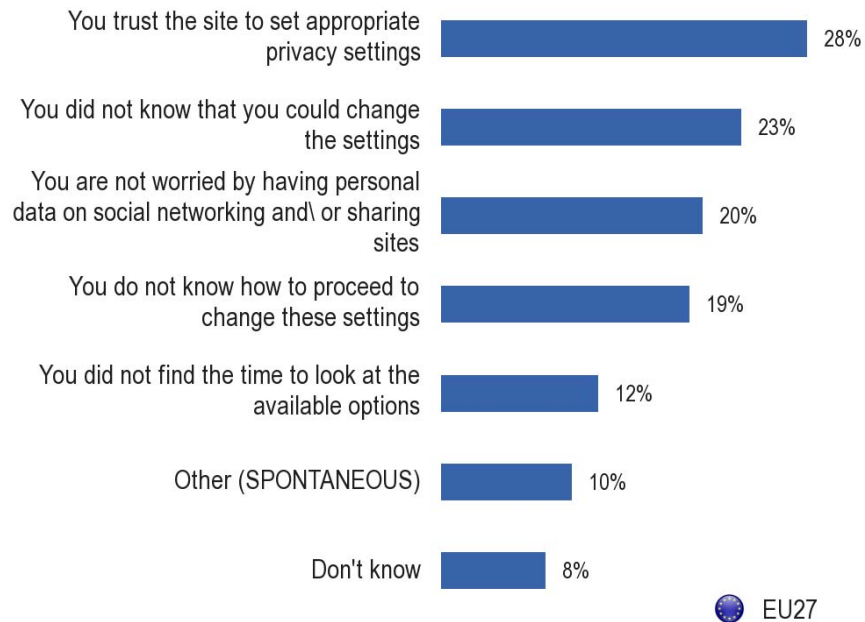 You trust the site to set appropriate
privacy settings
28%
You did not know that you could change
the settings
23%
You are not worried by having personal
data on social networking and\ or sharing
sites
20%
You do not know how to proceed to
change these settings
19%
You did not find the time to look at the
available options
12%
Other (SPONTANEOUS)
10%
Don't know
8%
EU27